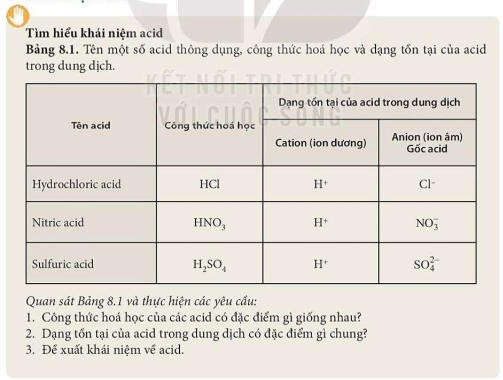 Tìm hiểu khái niệm acid
Bảng 8.1. Tên một số acid thông dụng, công thức hoá học và dạng tồn tại của acid
trong dung dịch.
KẾT NỐI TRI THỨC
VỚI CUỘC SỐNG
Tên acid
Công thức hoá học
Dạng tồn tại của acid trong dung dịch
Cation (ion dương)
Anion (ion âm)
Gốc acid
Hydrochloric acid HCl H⁺ Cl⁻
Nitric acid HNO₃ H⁺ NO₃⁻
Sulfuric acid H₂SO₄ H⁺ SO₄²⁻
Quan sát Bảng 8.1 và thực hiện các yêu cầu:
1. Công thức hoá học của các acid có đặc điểm gì giống nhau?
2. Dạng tồn tại của acid trong dung dịch có đặc điểm gì chung?
3. Đề xuất khái niệm về acid.